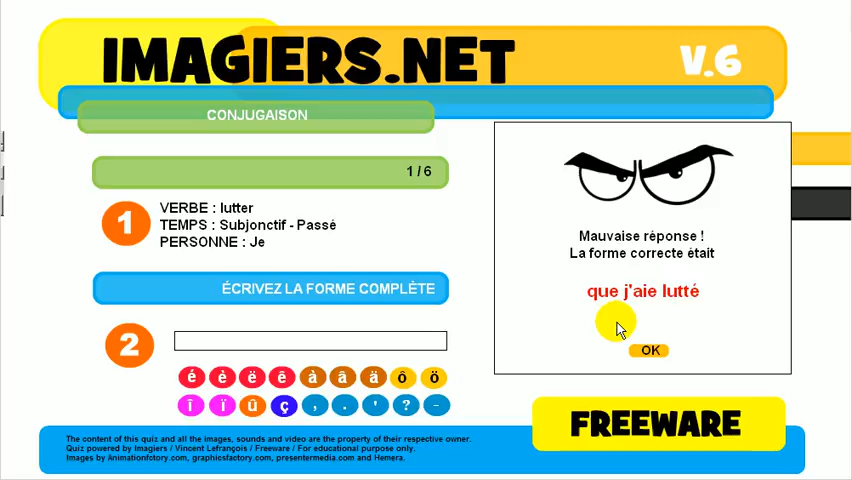 IMAGIERS.NET
V.6
CONJUGAISON
1 / 6
1
VERBE : lutter
TEMPS : Subjonctif - Passé
PERSONNE : Je
ÉCRIVEZ LA FORME COMPLÈTE
2
é è ë ê à â ä ô ö
î ï û ç , . ' ? -
Mauvaise réponse !
La forme correcte était
que j'aie lutté
OK
FREEWARE
The content of this quiz and all the images, sounds and video are the property of their respective owner.
Quiz powered by Imagiers / Vincent Lefrançois / Freeware / For educational purpose only.
Images by Animationfctory.com, graphicsfactory.com, presentermedia.com and Hemera.